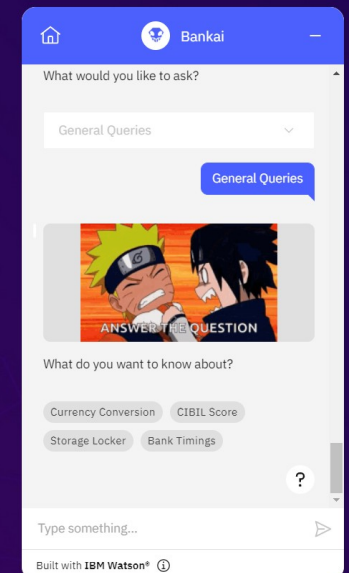 Bankai
What would you like to ask?
General Queries
General Queries
ANSWER THE QUESTION
What do you want to know about?
Currency Conversion
CIBIL Score
Storage Locker
Bank Timings
?
Type something...
Built with IBM Watson®